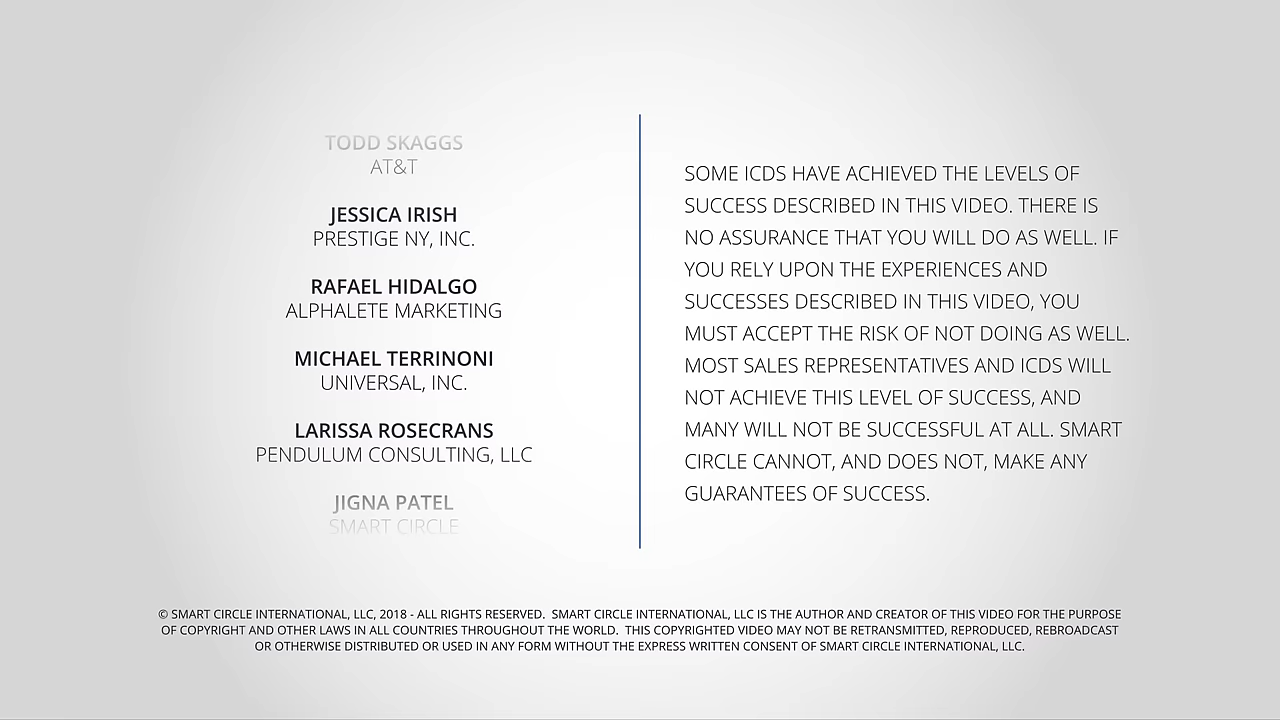 TODD SKAGGS
AT&T
JESSICA IRISH
PRESTIGE NY, INC.
RAFAEL HIDALGO
ALPHALETE MARKETING
MICHAEL TERRINONI
UNIVERSAL, INC.
LARISSA ROSECRANS
PENDULUM CONSULTING, LLC
JIGNA PATEL
SMART CIRCLE
SOME ICDS HAVE ACHIEVED THE LEVELS OF
SUCCESS DESCRIBED IN THIS VIDEO. THERE IS
NO ASSURANCE THAT YOU WILL DO AS WELL. IF
YOU RELY UPON THE EXPERIENCES AND
SUCCESSES DESCRIBED IN THIS VIDEO, YOU
MUST ACCEPT THE RISK OF NOT DOING AS WELL.
MOST SALES REPRESENTATIVES AND ICDS WILL
NOT ACHIEVE THIS LEVEL OF SUCCESS, AND
MANY WILL NOT BE SUCCESSFUL AT ALL. SMART
CIRCLE CANNOT, AND DOES NOT, MAKE ANY
GUARANTEES OF SUCCESS.
© SMART CIRCLE INTERNATIONAL, LLC, 2018 - ALL RIGHTS RESERVED.  SMART CIRCLE INTERNATIONAL, LLC IS THE AUTHOR AND CREATOR OF THIS VIDEO FOR THE PURPOSE
OF COPYRIGHT AND OTHER LAWS IN ALL COUNTRIES THROUGHOUT THE WORLD.  THIS COPYRIGHTED VIDEO MAY NOT BE RETRANSMITTED, REPRODUCED, REBROADCAST
OR OTHERWISE DISTRIBUTED OR USED IN ANY FORM WITHOUT THE EXPRESS WRITTEN CONSENT OF SMART CIRCLE INTERNATIONAL, LLC.